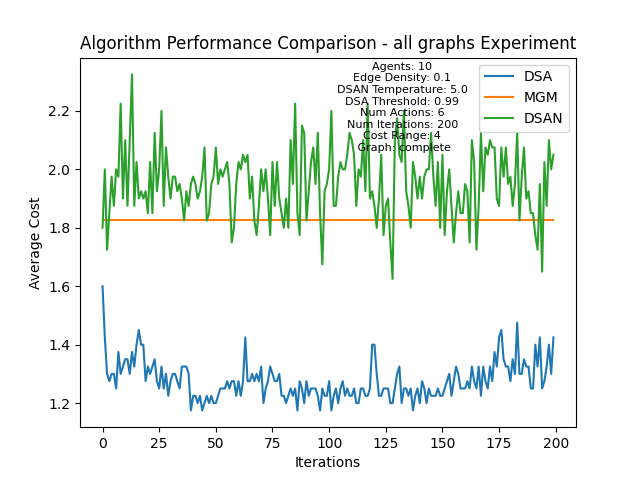 Algorithm Performance Comparison - all graphs Experiment
Agents: 10
Edge Density: 0.1
DSAN Temperature: 5.0
DSA Threshold: 0.99
Num Actions: 6
Num Iterations: 200
Cost Range: 4
Graph: complete
DSA
MGM
DSAN
Average Cost
2.2
2.0
1.8
1.6
1.4
1.2
0
25
50
75
100
125
150
175
200
Iterations